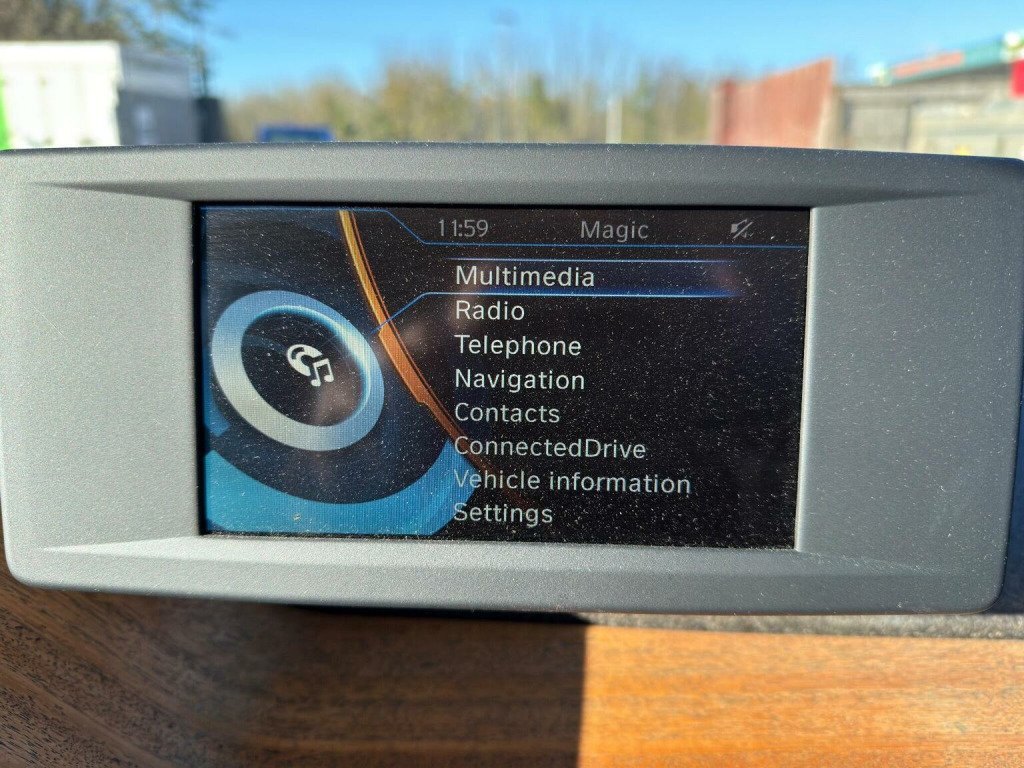 11:59 Magic
Multimedia
Radio
Telephone
Navigation
Contacts
ConnectedDrive
Vehicle information
Settings